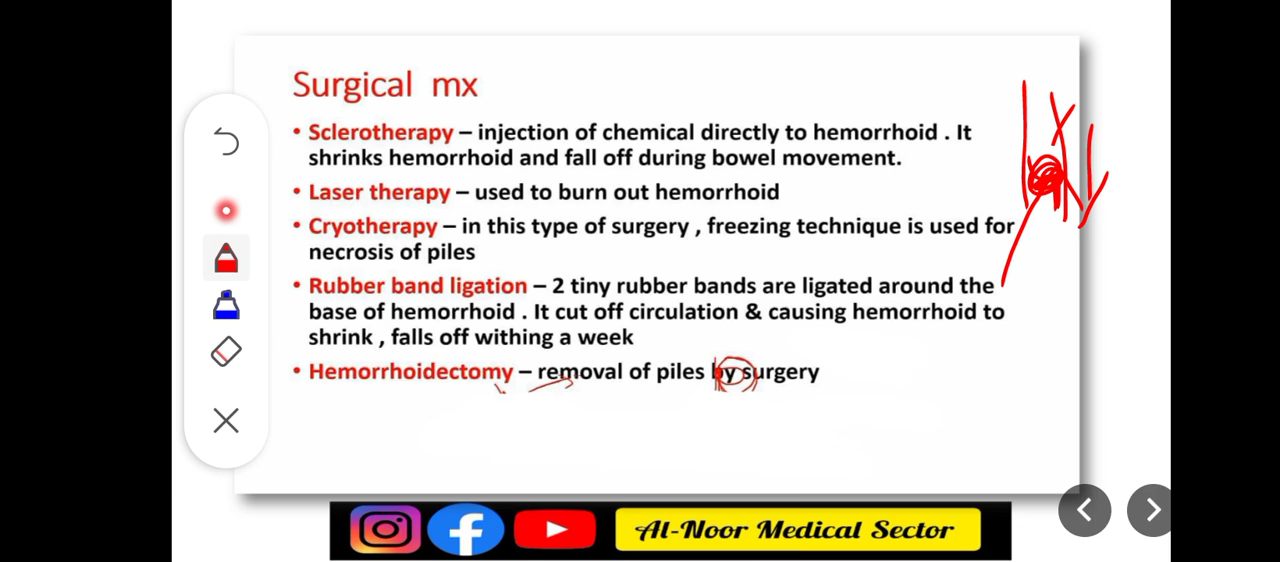 Surgical mx
• Sclerotherapy – injection of chemical directly to hemorrhoid . It
shrinks hemorrhoid and fall off during bowel movement.
• Laser therapy – used to burn out hemorrhoid
• Cryotherapy – in this type of surgery , freezing technique is used for
necrosis of piles
• Rubber band ligation – 2 tiny rubber bands are ligated around the
base of hemorrhoid . It cut off circulation & causing hemorrhoid to
shrink , falls off withing a week
• Hemorrhoidectomy – removal of piles by surgery
Al-Noor Medical Sector